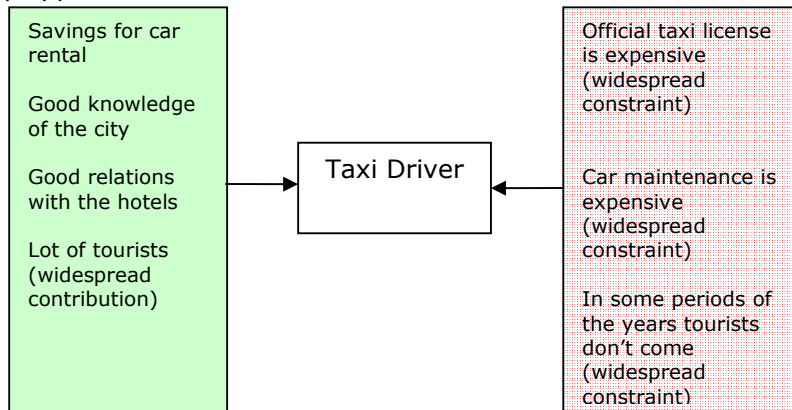 Savings for car
rental
Good knowledge
of the city
Good relations
with the hotels
Lot of tourists
(widespread
contribution)
Taxi Driver
Official taxi license
is expensive
(widespread
constraint)
Car maintenance is
expensive
(widespread
constraint)
In some periods of
the years tourists
don't come
(widespread
constraint)